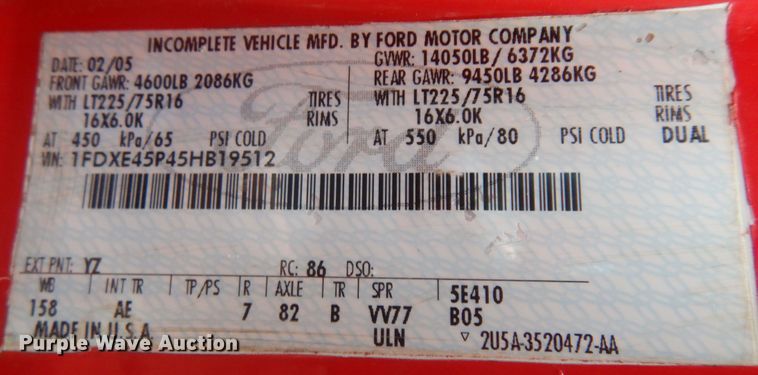 INCOMPLETE VEHICLE MFD. BY FORD MOTOR COMPANY
DATE: 02/05 GVWR: 14050LB/ 6372KG
FRONT GAWR: 4600LB 2086KG REAR GAWR: 9450LB 4286KG
WITH LT225/75R16 TIRES WITH LT225/75R16 TIRES
16X6.0K RIMS 16X6.0K RIMS
AT 450 kPa/65 PSI COLD AT 550 kPa/80 PSI COLD DUAL
VIN: 1FDXE45P45HB19512
Ford
EXT PNT: YZ RC: 86 DSO:
WB INT TR TP/PS R AXLE TR SPR 5E410
158 AE 7 82 B VV77 B05
MADE IN U.S.A. ULN ▽ 2U5A-3520472-AA
Purple Wave Auction